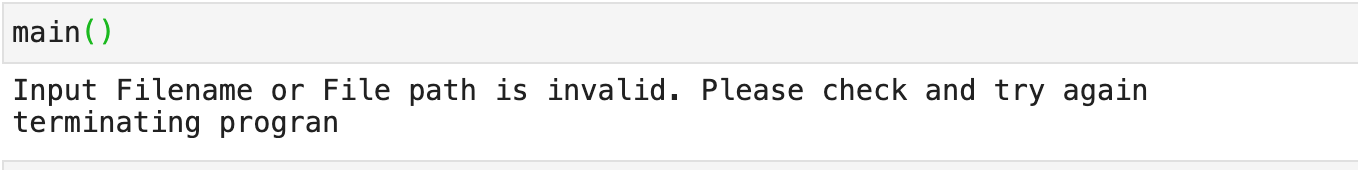 main()
Input Filename or File path is invalid. Please check and try again
terminating progran